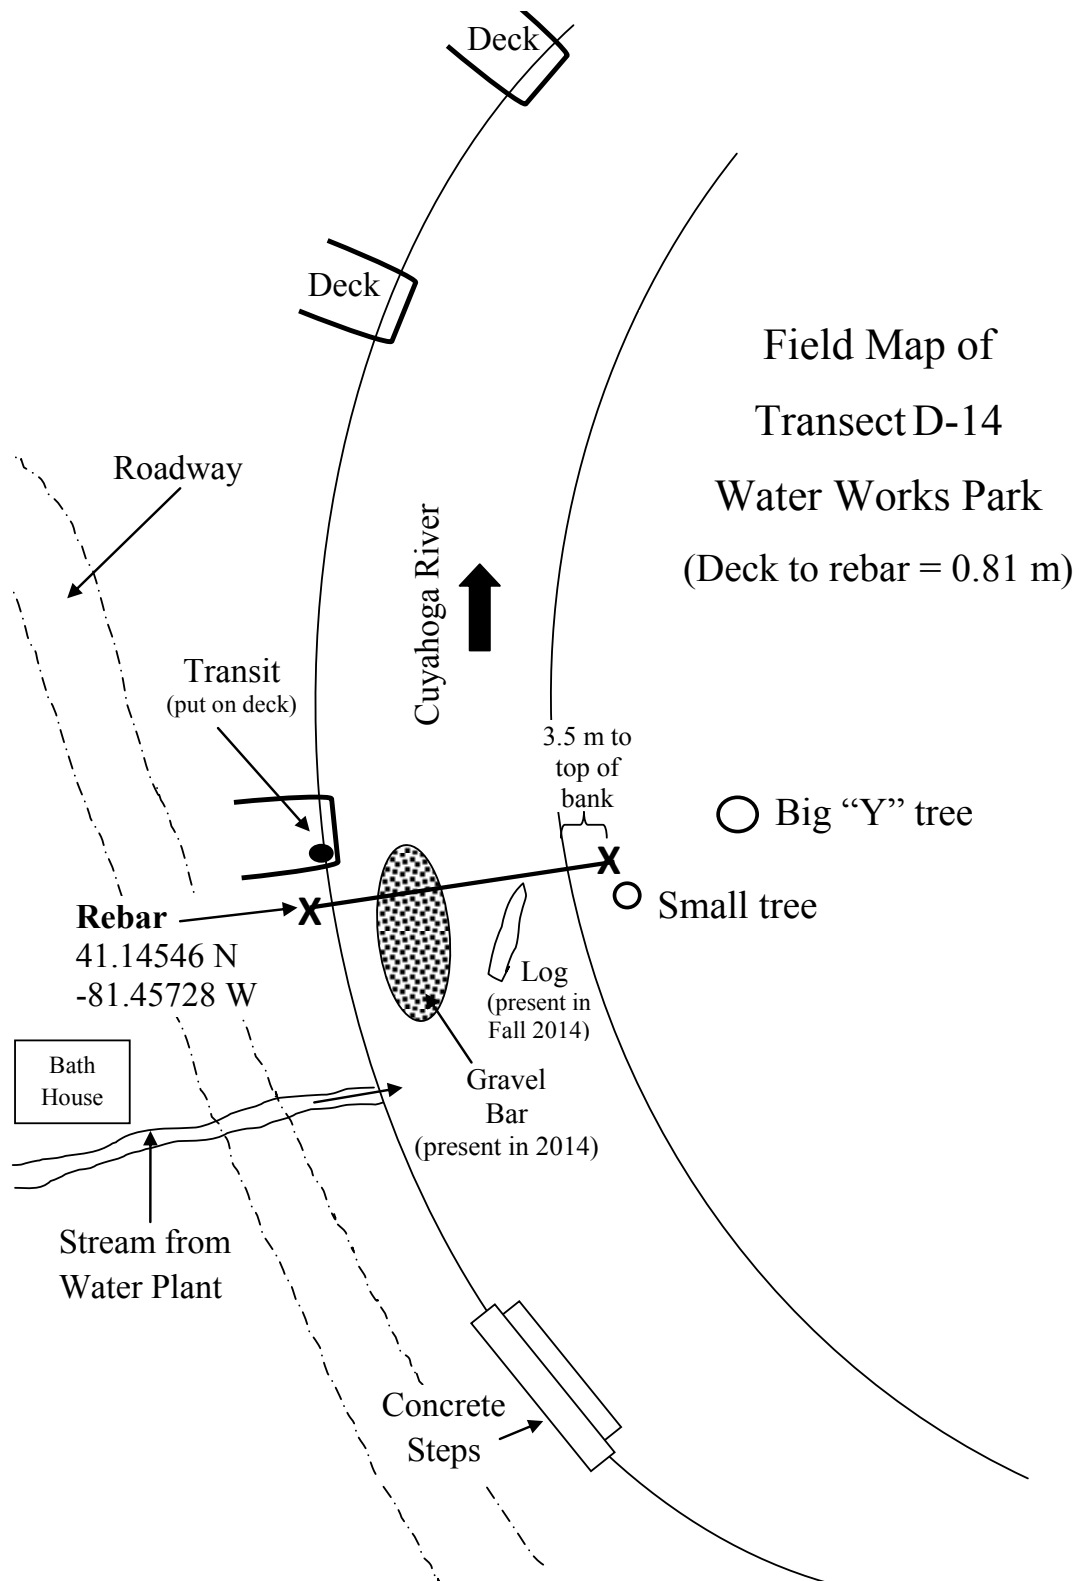 Deck
Deck
Field Map of
Transect D-14
Water Works Park
(Deck to rebar = 0.81 m)
Roadway
Cuyahoga River
Transit
(put on deck)
3.5 m to
top of
bank
Big “Y” tree
X
X
Small tree
Rebar
41.14546 N
-81.45728 W
Log
(present in
Fall 2014)
Bath
House
Gravel
Bar
(present in 2014)
Stream from
Water Plant
Concrete
Steps